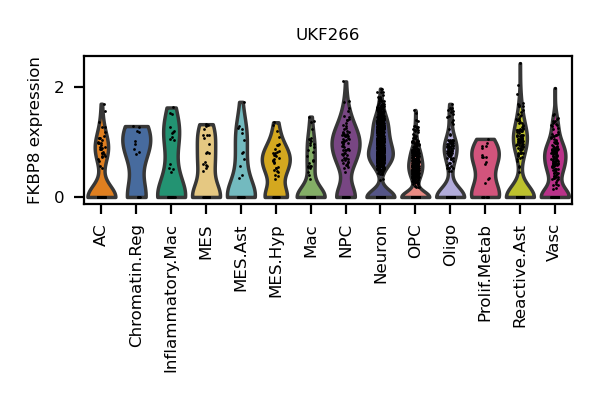 UKF266
FKBP8 expression
2
0
AC
Chromatin.Reg
Inflammatory.Mac
MES
MES.Ast
MES.Hyp
Mac
NPC
Neuron
OPC
Oligo
Prolif.Metab
Reactive.Ast
Vasc